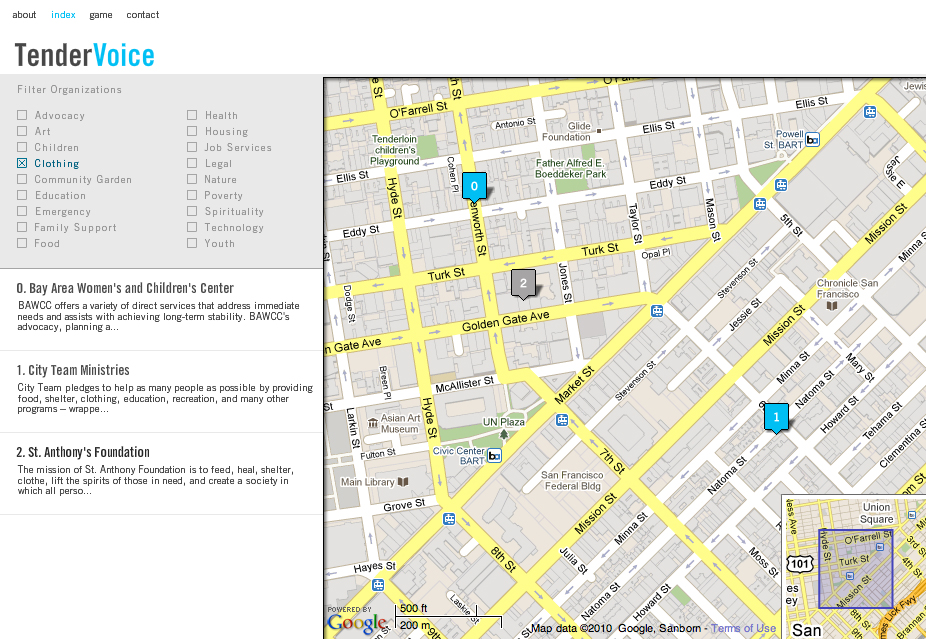 about index game contact
TenderVoice
Filter Organizations
Advocacy
Art
Children
Clothing
Community Garden
Education
Emergency
Family Support
Food
Health
Housing
Job Services
Legal
Nature
Poverty
Spirituality
Technology
Youth
0. Bay Area Women's and Children's Center
BAWCC offers a variety of direct services that address immediate
needs and assists with achieving long-term stability. BAWCC's
advocacy, planning a...
1. City Team Ministries
City Team pledges to help as many people as possible by providing
food, shelter, clothing, education, recreation, and many other
programs – wrappe...
2. St. Anthony's Foundation
The mission of St. Anthony Foundation is to feed, heal, shelter,
clothe, lift the spirits of those in need, and create a society in
which all perso...
O'Farrell St
Ellis St
Antonio St
Glide
Foundation
Ellis St
Powell
St BART
Tenderloin
children's
Playground
Cohen Pl
Father Alfred E.
Boeddeker Park
Ellis St
Hyde St
0
Eddy St
Taylor St
Mason St
5th St
Mission St
Eddy St
Turk St
Opal Pl
Turk St
2
Jones St
Stevenson St
Chronicle San
Francisco
Dodge St
Golden Gate Ave
Jessie St
Mission St
Minna St
Mary St
McAllister St
Market St
Stevenson St
Natoma St
Howard St
Tehama St
Clementina St
Breen Pl
Larkin St
Hyde St
Asian Art
Museum
UN Plaza
1
Fulton St
Civic Center
BART
7th St
Main Library
San Francisco
Federal Bldg
Natoma St
Grove St
Mission St
Minna St
Hayes St
8th St
Julia St
Natoma St
Howard St
Moss St
Laskie St
Union
Square
O'Farrell St
Hyde St
Turk St
Mission St
101
3rd St
4th St
8th St
9th St
San
POWERED BY
Google
500 ft
200 m
Map data ©2010 Google, Sanborn - Terms of Use